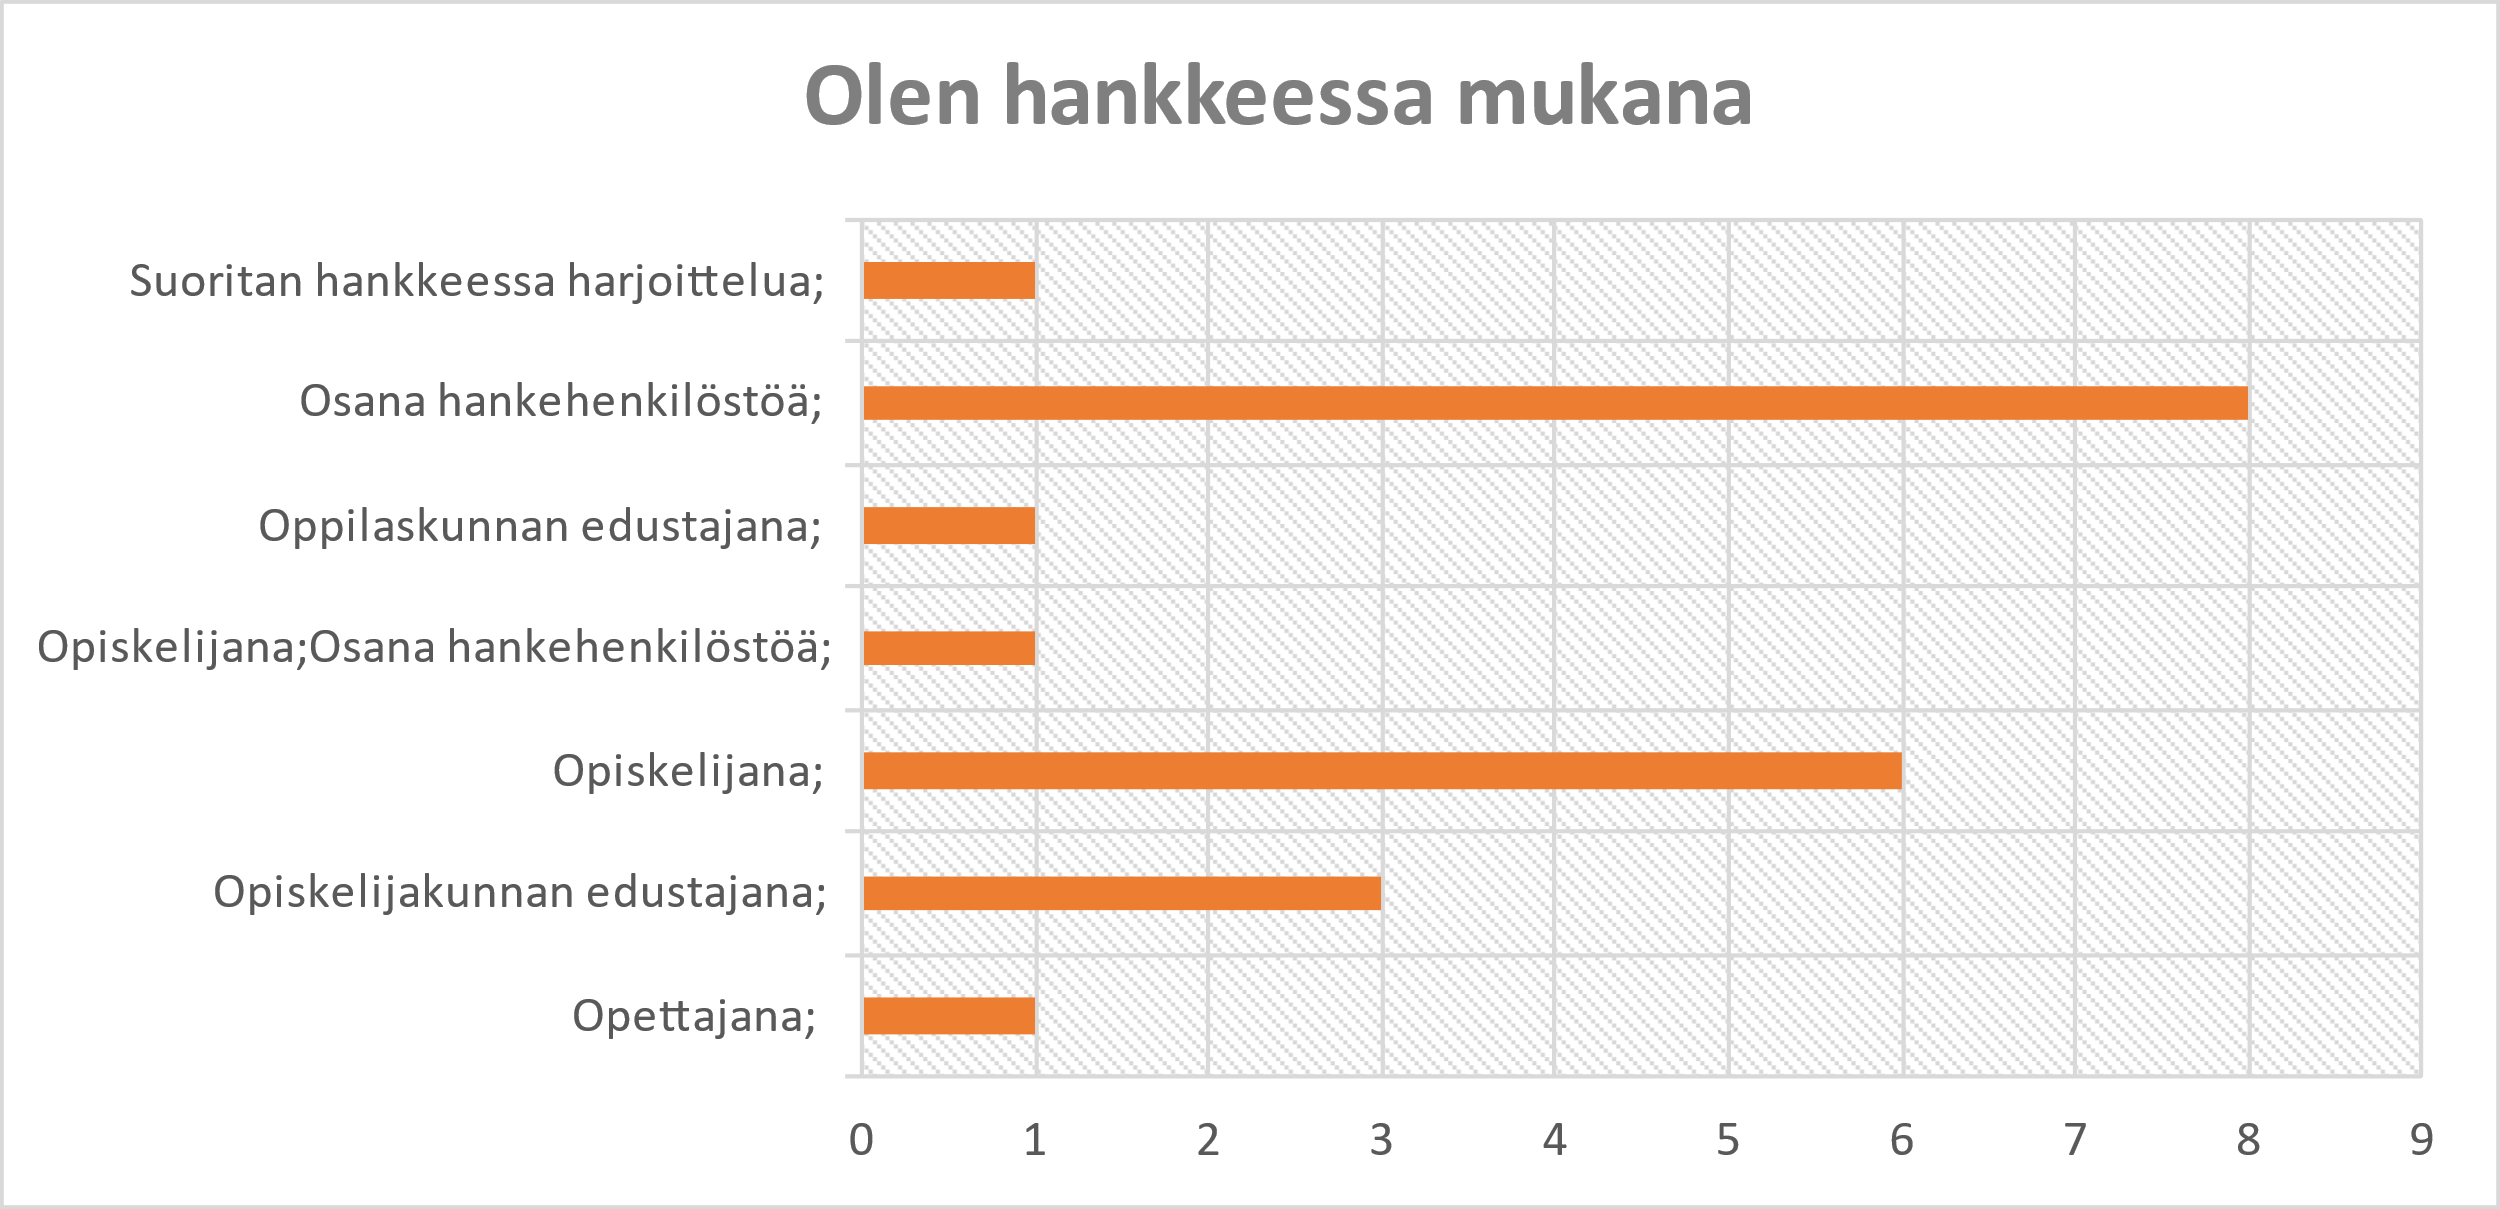 Olen hankkeessa mukana
Suoritan hankkeessa harjoittelua;
Osana hankehenkilöstöä;
Oppilaskunnan edustajana;
Opiskelijana;Osana hankehenkilöstöä;
Opiskelijana;
Opiskelijakunnan edustajana;
Opettajana;
0 1 2 3 4 5 6 7 8 9